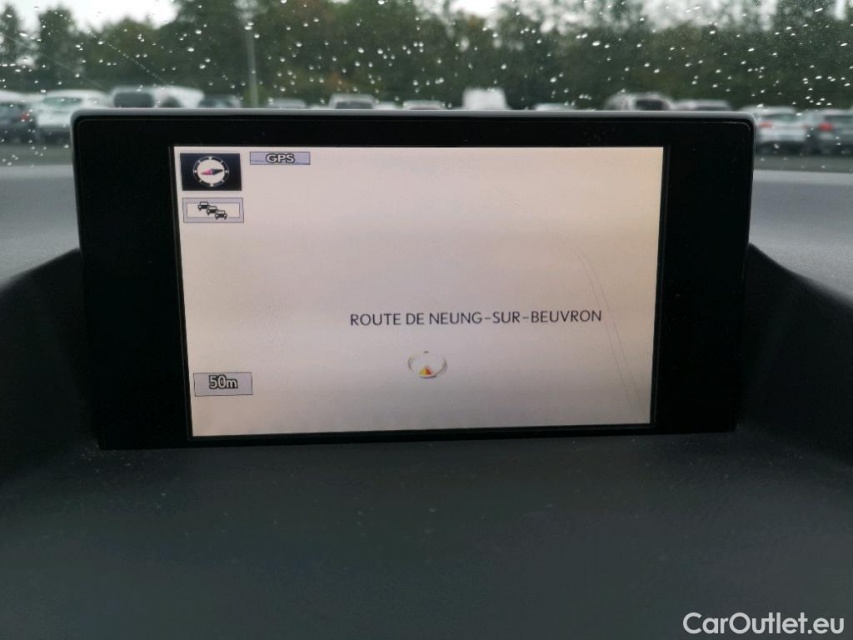 GPS
ROUTE DE NEUNG-SUR-BEUVRON
50m
CarOutlet.eu